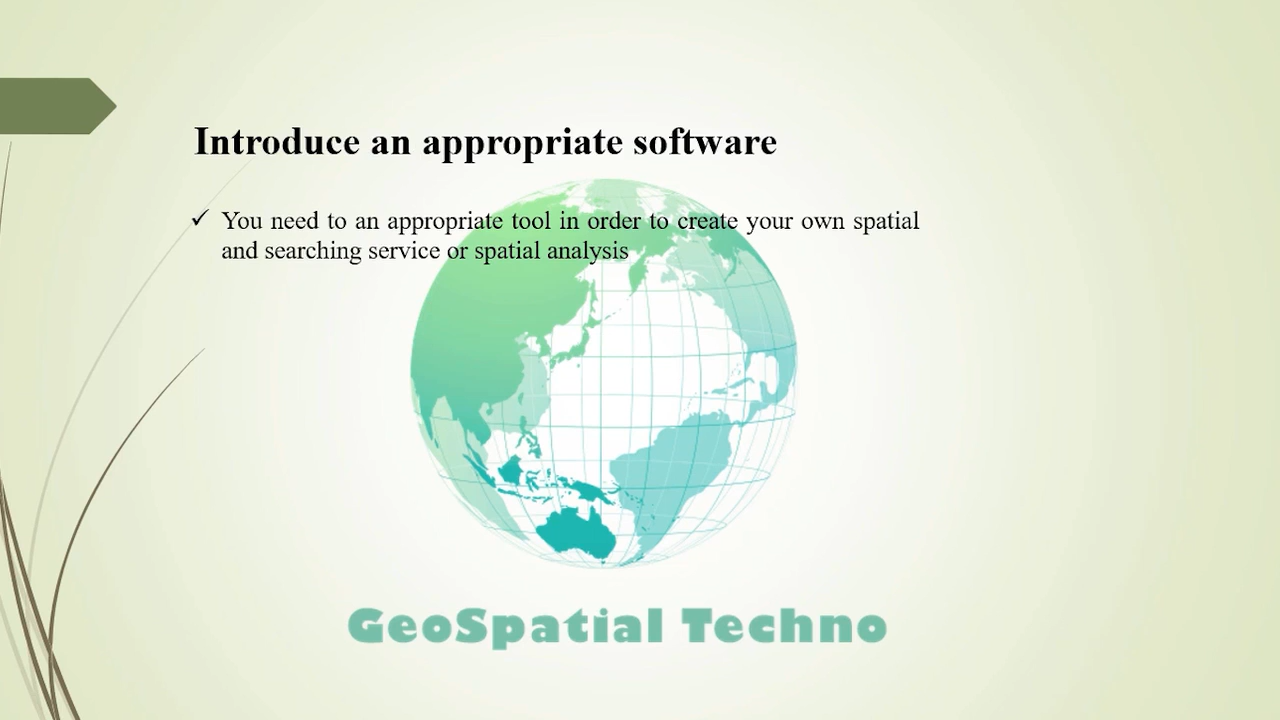 Introduce an appropriate software
✓ You need to an appropriate tool in order to create your own spatial
and searching service or spatial analysis
GeoSpatial Techno